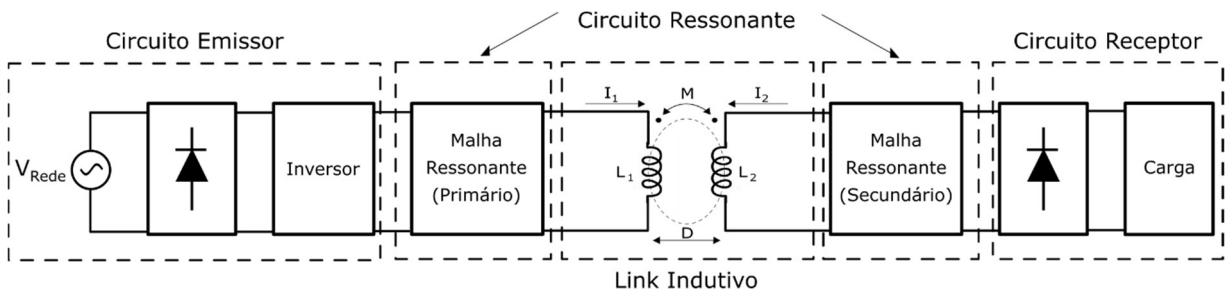 Circuito Ressonante
Circuito Emissor
Circuito Receptor
V_Rede
Inversor
Malha
Ressonante
(Primário)
I₁
M
I₂
L₁
L₂
D
Malha
Ressonante
(Secundário)
Carga
Link Indutivo